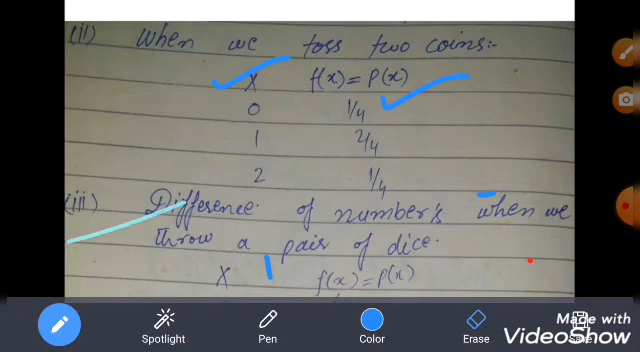 (ii) When we toss two coins:-
X f(x) = P(x)
0 1/4
1 2/4
2 1/4
(iii) Difference of number's when we
throw a pair of dice.
X f(x) = P(x)
Spotlight Pen Color Erase
Made with
VideoShow